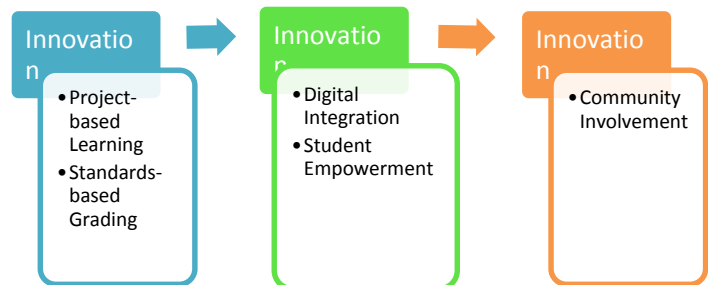 Innovatio
n
• Project-
based
Learning
• Standards-
based
Grading
Innovatio
n
• Digital
Integration
• Student
Empowerment
Innovatio
n
• Community
Involvement